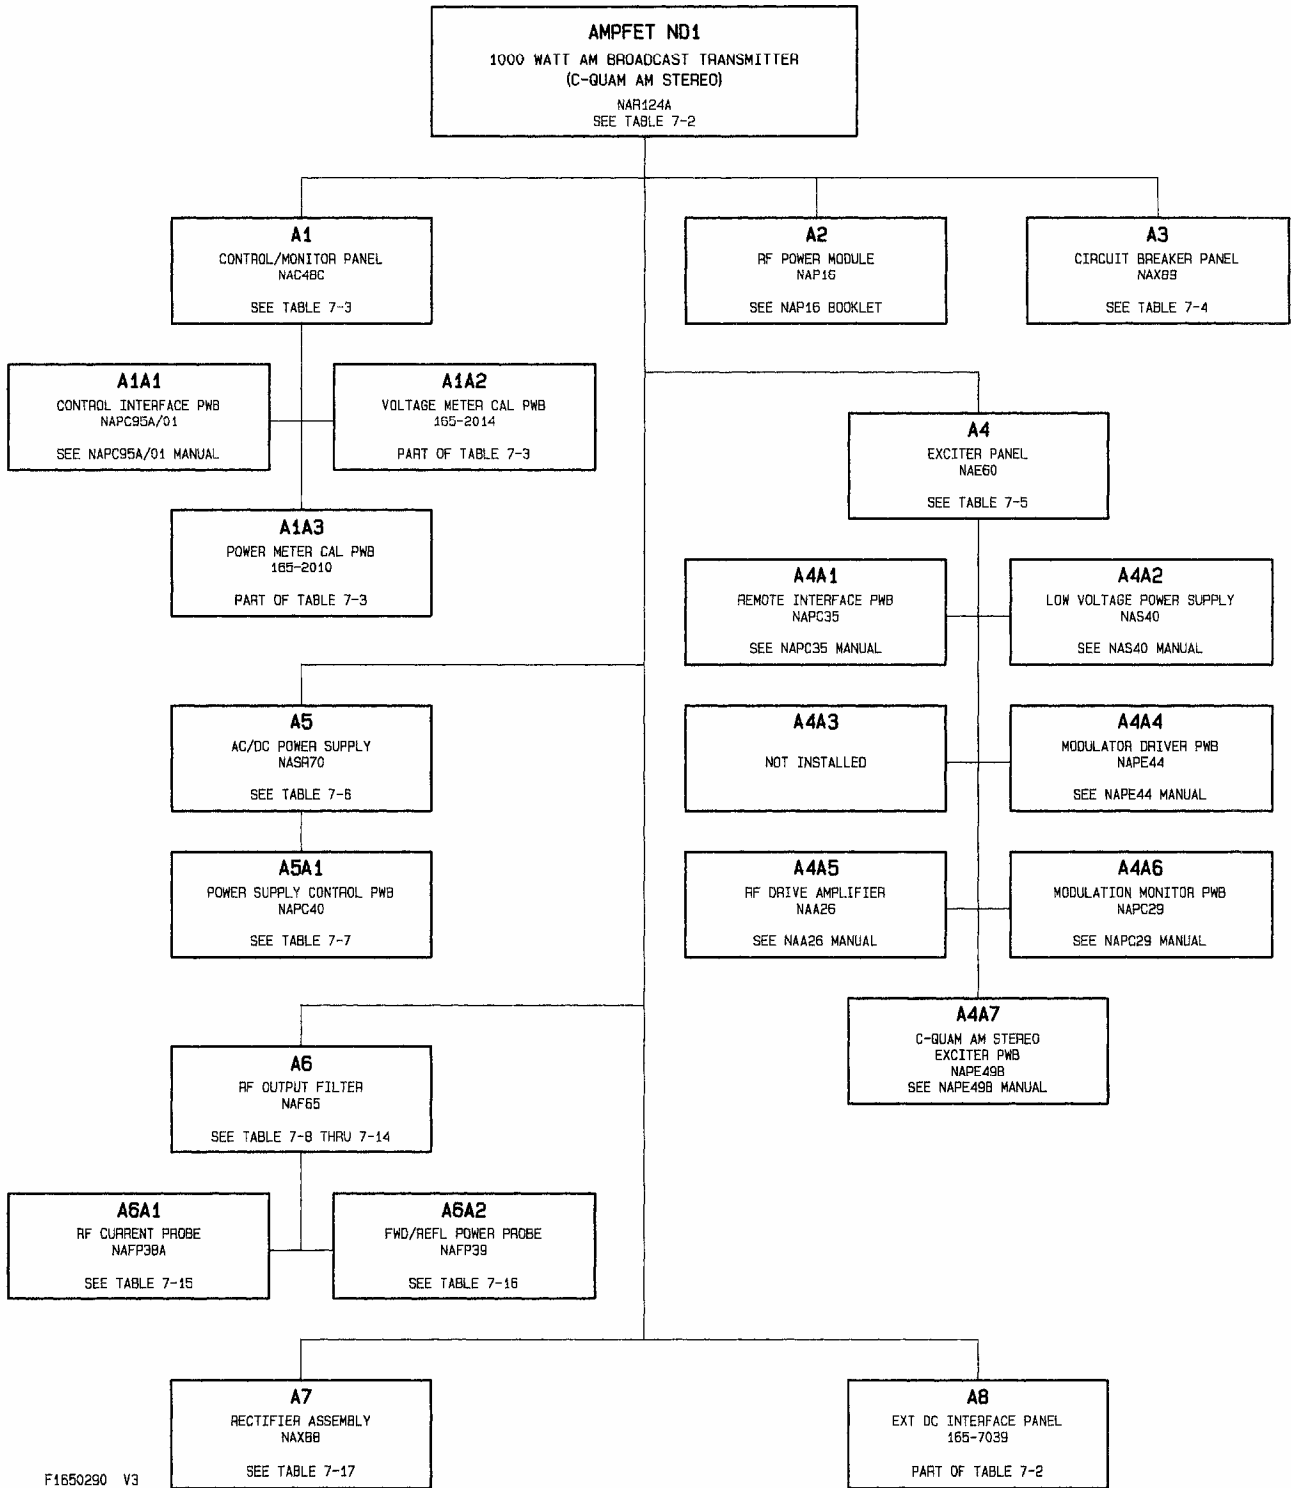 AMPFET ND1
1000 WATT AM BROADCAST TRANSMITTER
(C-QUAM AM STEREO)
NAR124A
SEE TABLE 7-2
A1
CONTROL/MONITOR PANEL
NAC48C
SEE TABLE 7-3
A2
RF POWER MODULE
NAP16
SEE NAP16 BOOKLET
A3
CIRCUIT BREAKER PANEL
NAX89
SEE TABLE 7-4
A1A1
CONTROL INTERFACE PWB
NAPC95A/01
SEE NAPC95A/01 MANUAL
A1A2
VOLTAGE METER CAL PWB
165-2014
PART OF TABLE 7-3
A4
EXCITER PANEL
NAE60
SEE TABLE 7-5
A1A3
POWER METER CAL PWB
165-2010
PART OF TABLE 7-3
A4A1
REMOTE INTERFACE PWB
NAPC35
SEE NAPC35 MANUAL
A4A2
LOW VOLTAGE POWER SUPPLY
NAS40
SEE NAS40 MANUAL
A5
AC/DC POWER SUPPLY
NASR70
SEE TABLE 7-6
A4A3
NOT INSTALLED
A4A4
MODULATOR DRIVER PWB
NAPE44
SEE NAPE44 MANUAL
A5A1
POWER SUPPLY CONTROL PWB
NAPC40
SEE TABLE 7-7
A4A5
RF DRIVE AMPLIFIER
NAA26
SEE NAA26 MANUAL
A4A6
MODULATION MONITOR PWB
NAPC29
SEE NAPC29 MANUAL
A4A7
C-QUAM AM STEREO
EXCITER PWB
NAPE49B
SEE NAPE49B MANUAL
A6
RF OUTPUT FILTER
NAF65
SEE TABLE 7-8 THRU 7-14
A6A1
RF CURRENT PROBE
NAFP38A
SEE TABLE 7-15
A6A2
FWD/REFL POWER PROBE
NAFP39
SEE TABLE 7-16
A7
RECTIFIER ASSEMBLY
NAX88
SEE TABLE 7-17
A8
EXT DC INTERFACE PANEL
165-7039
PART OF TABLE 7-2
F1650290 V3